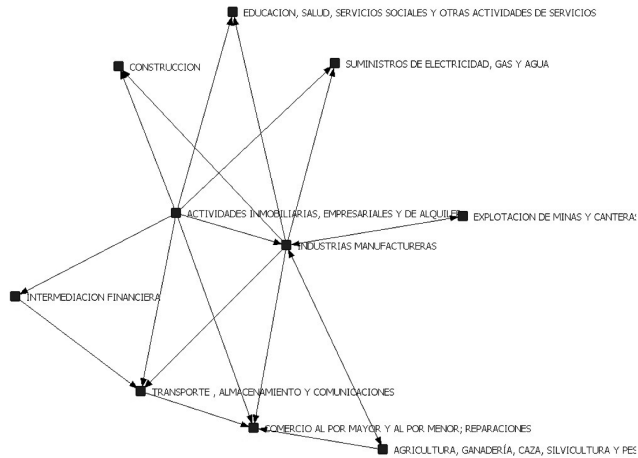 EDUCACION, SALUD, SERVICIOS SOCIALES Y OTRAS ACTIVIDADES DE SERVICIOS
SUMINISTROS DE ELECTRICIDAD, GAS Y AGUA
CONSTRUCCION
ACTIVIDADES INMOBILIARIAS, EMPRESARIALES Y DE ALQUILER
EXPLOTACION DE MINAS Y CANTERAS
INDUSTRIAS MANUFACTURERAS
INTERMEDIACION FINANCIERA
TRANSPORTE , ALMACENAMIENTO Y COMUNICACIONES
COMERCIO AL POR MAYOR Y AL POR MENOR; REPARACIONES
AGRICULTURA, GANADERÍA, CAZA, SILVICULTURA Y PES